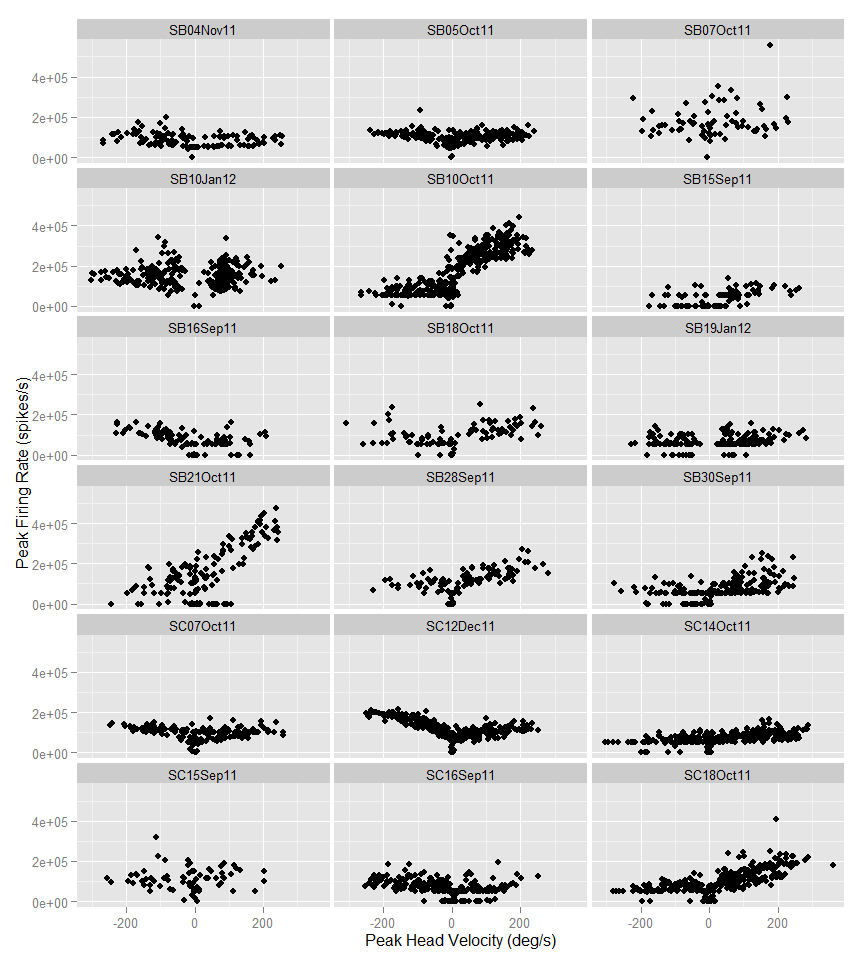 SB04Nov11 SB05Oct11 SB07Oct11
4e+05
2e+05
0e+00
SB10Jan12 SB10Oct11 SB15Sep11
4e+05
2e+05
0e+00
SB16Sep11 SB18Oct11 SB19Jan12
4e+05
2e+05
0e+00
Peak Firing Rate (spikes/s)
SB21Oct11 SB28Sep11 SB30Sep11
4e+05
2e+05
0e+00
SC07Oct11 SC12Dec11 SC14Oct11
4e+05
2e+05
0e+00
SC15Sep11 SC16Sep11 SC18Oct11
4e+05
2e+05
0e+00
-200 0 200 -200 0 200 -200 0 200
Peak Head Velocity (deg/s)